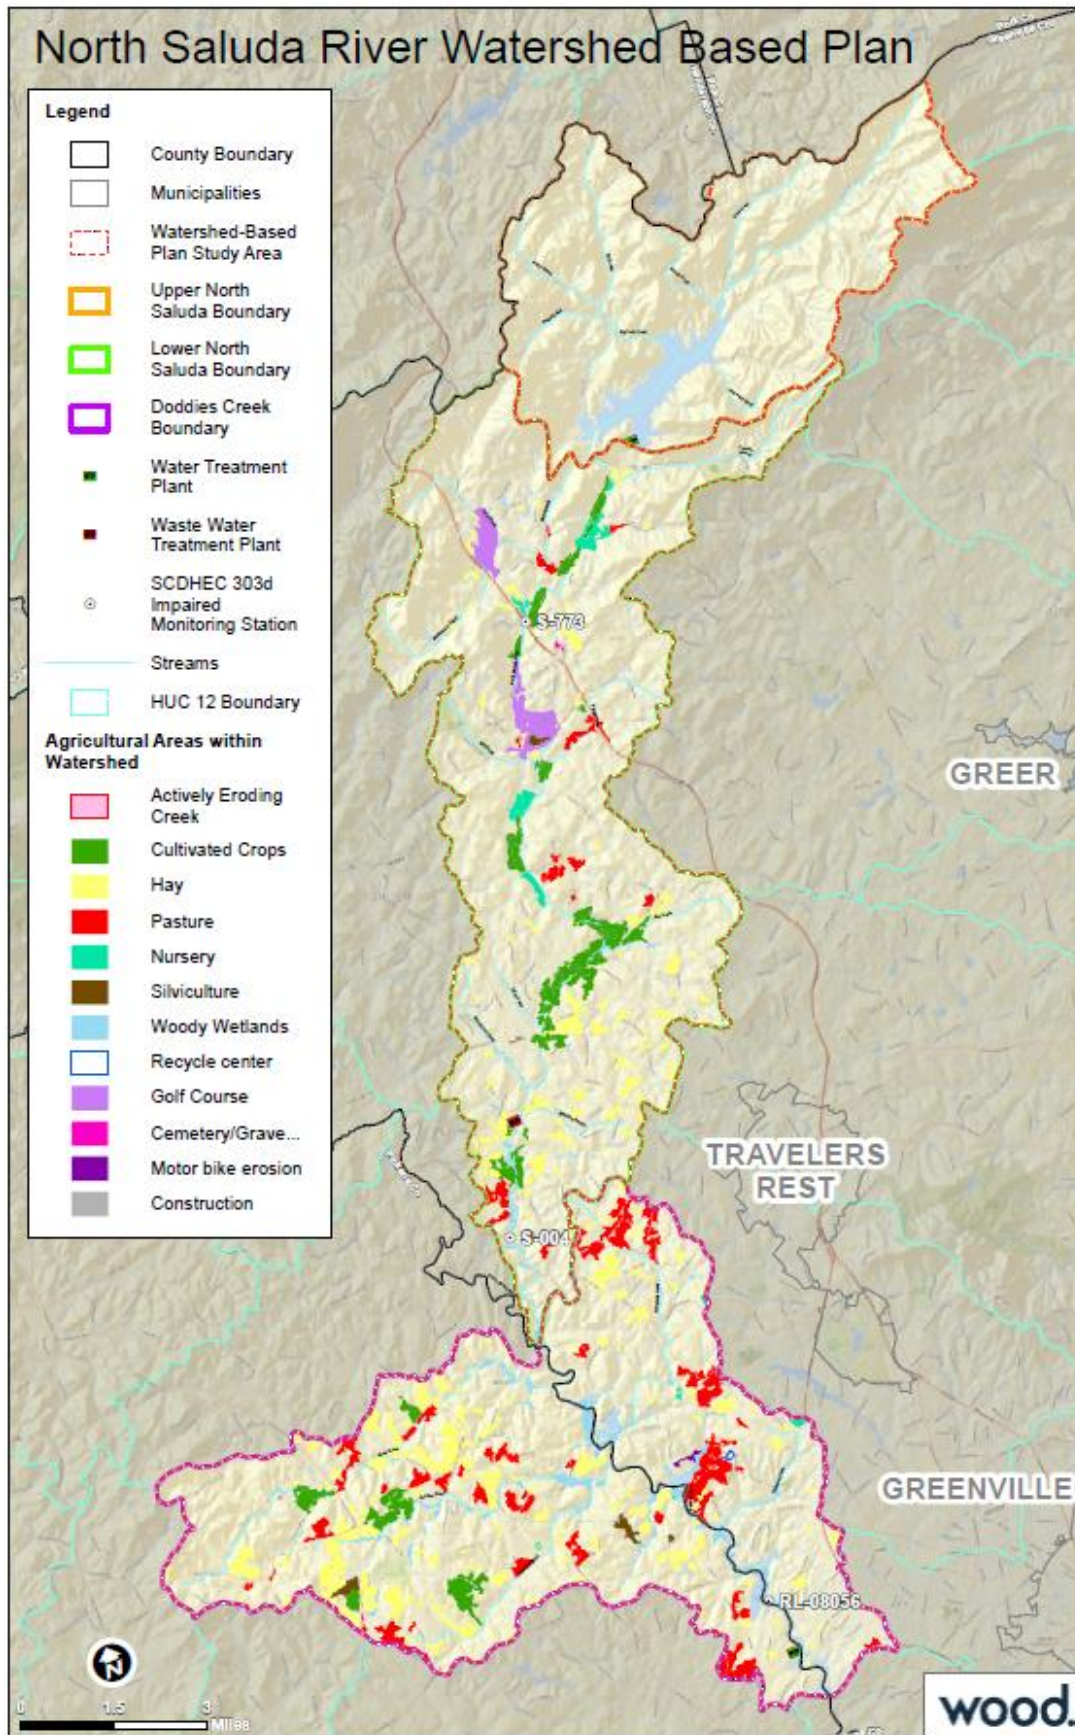 North Saluda River Watershed Based Plan
Legend
County Boundary
Municipalities
Watershed-Based
Plan Study Area
Upper North
Saluda Boundary
Lower North
Saluda Boundary
Doddies Creek
Boundary
Water Treatment
Plant
Waste Water
Treatment Plant
SCDHEC 303d
Impaired
Monitoring Station
Streams
HUC 12 Boundary
Agricultural Areas within
Watershed
Actively Eroding
Creek
Cultivated Crops
Hay
Pasture
Nursery
Silviculture
Woody Wetlands
Recycle center
Golf Course
Cemetery/Grave...
Motor bike erosion
Construction
S-773
GREER
TRAVELERS
REST
S-004
GREENVILLE
RL-08056
N
0 1.5 3
Miles
wood.